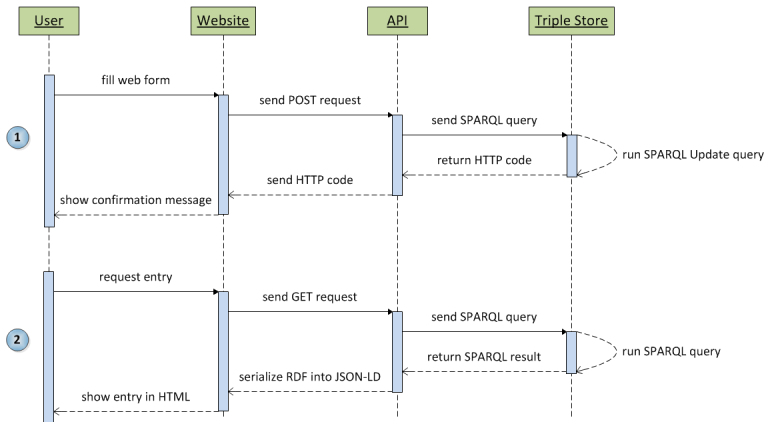 User
Website
API
Triple Store
fill web form
send POST request
send SPARQL query
1
run SPARQL Update query
return HTTP code
send HTTP code
show confirmation message
request entry
send GET request
send SPARQL query
2
run SPARQL query
return SPARQL result
serialize RDF into JSON-LD
show entry in HTML